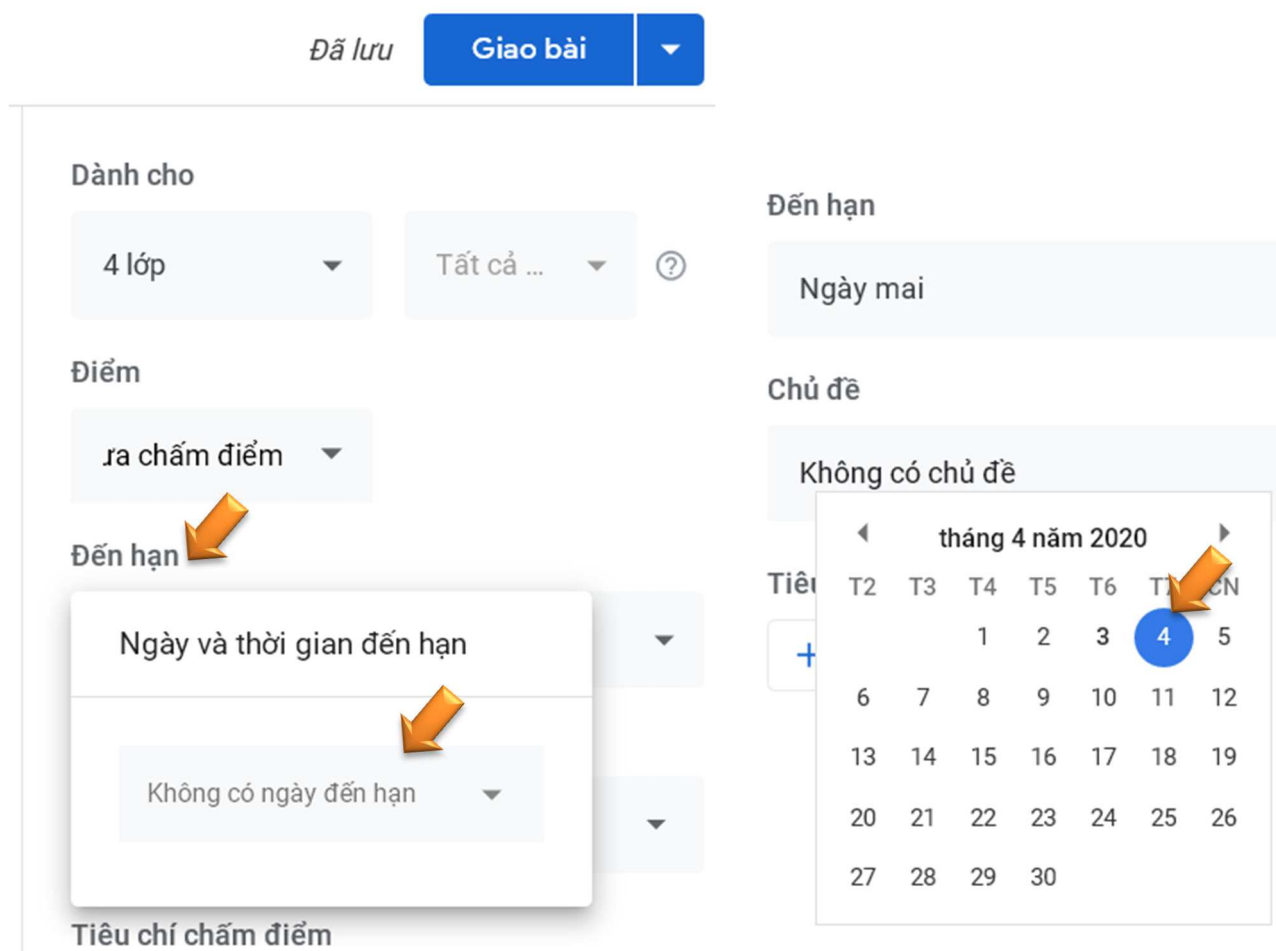 Đã lưu
Giao bài
Dành cho
4 lớp
Tất cả ...
Điểm
chấm điểm
Đến hạn
Ngày và thời gian đến hạn
Không có ngày đến hạn
Tiêu chí chấm điểm
Đến hạn
Ngày mai
Chủ đề
Không có chủ đề
tháng 4 năm 2020
T2 T3 T4 T5 T6 T7 CN
1 2 3 4 5
6 7 8 9 10 11 12
13 14 15 16 17 18 19
20 21 22 23 24 25 26
27 28 29 30